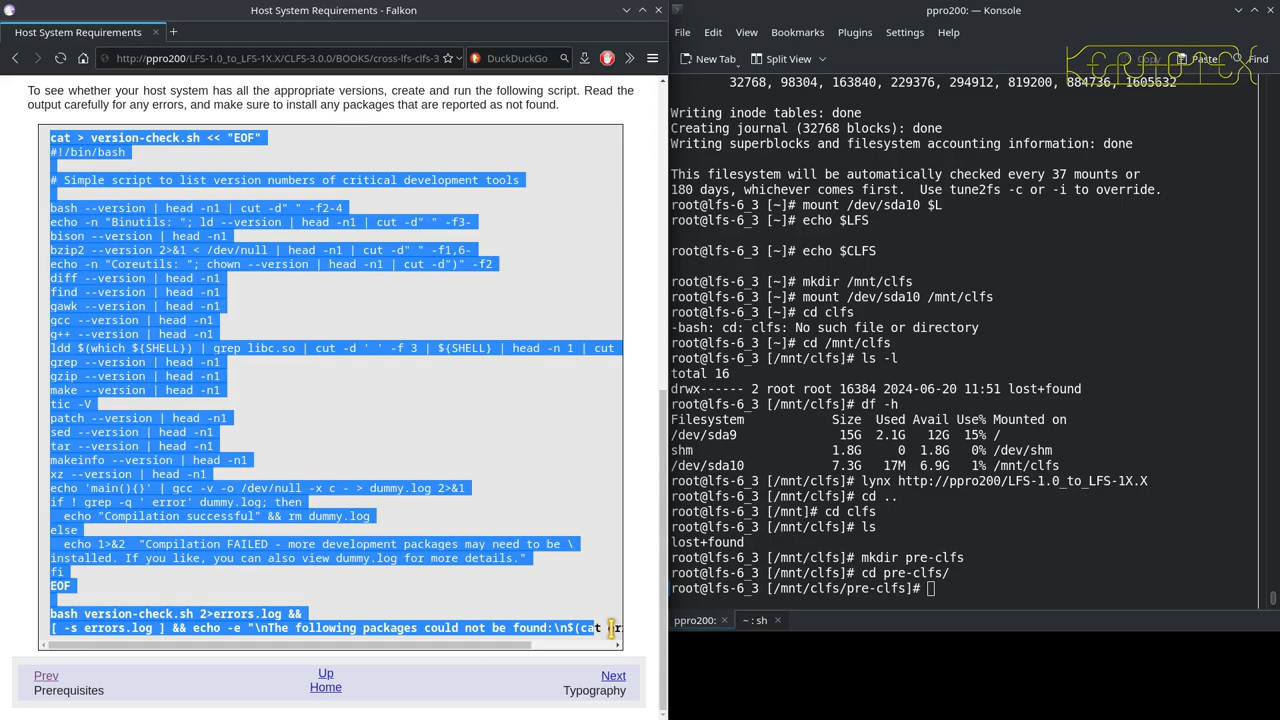 Host System Requirements - Falkon
Host System Requirements
http://ppro200/LFS-1.0_to_LFS-1X.X/CLFS-3.0.0/BOOKS/cross-lfs-clfs-3
DuckDuckGo
To see whether your host system has all the appropriate versions, create and run the following script. Read the
output carefully for any errors, and make sure to install any packages that are reported as not found.
cat > version-check.sh << "EOF"
#!/bin/bash
# Simple script to list version numbers of critical development tools
bash --version | head -n1 | cut -d" " -f2-4
echo -n "Binutils: "; ld --version | head -n1 | cut -d" " -f3-
bison --version | head -n1
bzip2 --version 2>&1 < /dev/null | head -n1 | cut -d" " -f1,6-
echo -n "Coreutils: "; chown --version | head -n1 | cut -d")" -f2
diff --version | head -n1
find --version | head -n1
gawk --version | head -n1
gcc --version | head -n1
g++ --version | head -n1
ldd $(which ${SHELL}) | grep libc.so | cut -d ' ' -f 3 | ${SHELL} | head -n 1 | cut
grep --version | head -n1
gzip --version | head -n1
make --version | head -n1
tic -V
patch --version | head -n1
sed --version | head -n1
tar --version | head -n1
makeinfo --version | head -n1
xz --version | head -n1
echo 'main(){}' | gcc -v -o /dev/null -x c - > dummy.log 2>&1
if ! grep -q ' error' dummy.log; then
echo "Compilation successful" && rm dummy.log
else
echo 1>&2 "Compilation FAILED - more development packages may need to be \
installed. If you like, you can also view dummy.log for more details."
fi
EOF
bash version-check.sh 2>errors.log &&
[ -s errors.log ] && echo -e "\nThe following packages could not be found:\n$(cat
Prev
Up
Next
Prerequisites
Home
Typography
ppro200: — Konsole
File Edit View Bookmarks Plugins Settings Help
New Tab Split View Copy Paste Find
KERNOTEX
32768, 98304, 163840, 229376, 294912, 819200, 884736, 1605632
Writing inode tables: done
Creating journal (32768 blocks): done
Writing superblocks and filesystem accounting information: done
This filesystem will be automatically checked every 37 mounts or
180 days, whichever comes first.  Use tune2fs -c or -i to override.
root@lfs-6_3 [~]# mount /dev/sda10 $L
root@lfs-6_3 [~]# echo $LFS
root@lfs-6_3 [~]# echo $CLFS
root@lfs-6_3 [~]# mkdir /mnt/clfs
root@lfs-6_3 [~]# mount /dev/sda10 /mnt/clfs
root@lfs-6_3 [~]# cd clfs
-bash: cd: clfs: No such file or directory
root@lfs-6_3 [~]# cd /mnt/clfs
root@lfs-6_3 [/mnt/clfs]# ls -l
total 16
drwx------ 2 root root 16384 2024-06-20 11:51 lost+found
root@lfs-6_3 [/mnt/clfs]# df -h
Filesystem Size Used Avail Use% Mounted on
/dev/sda9 15G 2.1G 12G 15% /
shm 1.8G 0 1.8G 0% /dev/shm
/dev/sda10 7.3G 17M 6.9G 1% /mnt/clfs
root@lfs-6_3 [/mnt/clfs]# lynx http://ppro200/LFS-1.0_to_LFS-1X.X
root@lfs-6_3 [/mnt/clfs]# cd ..
root@lfs-6_3 [/mnt]# cd clfs
root@lfs-6_3 [/mnt/clfs]# ls
lost+found
root@lfs-6_3 [/mnt/clfs]# mkdir pre-clfs
root@lfs-6_3 [/mnt/clfs]# cd pre-clfs/
root@lfs-6_3 [/mnt/clfs/pre-clfs]#
ppro200: ~ : sh